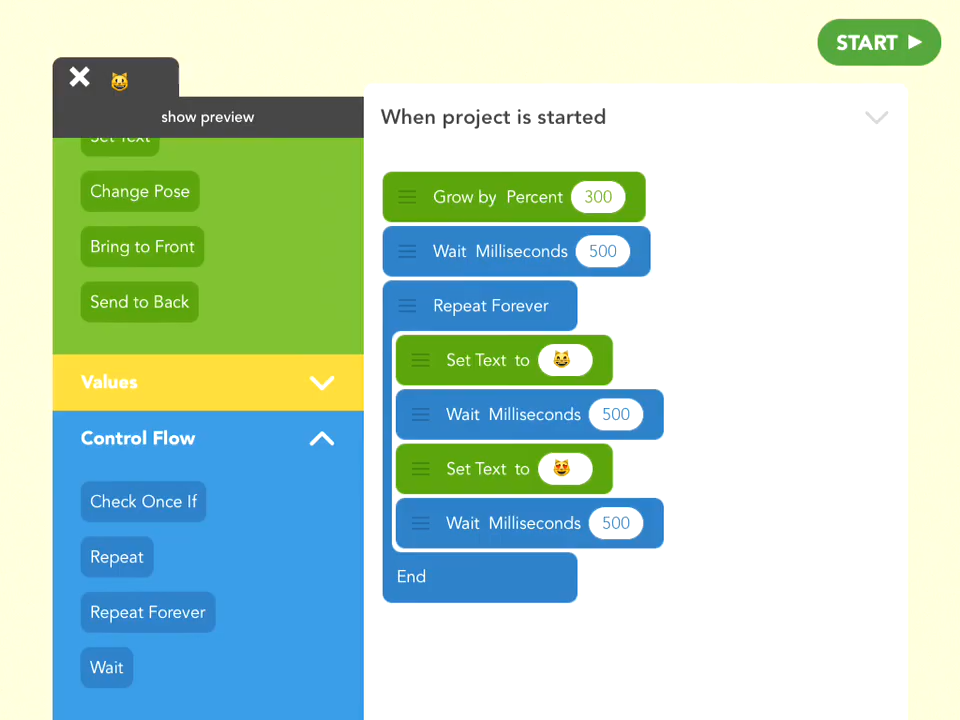 START
show preview
When project is started
Set Text
Change Pose
Bring to Front
Send to Back
Values
Control Flow
Check Once If
Repeat
Repeat Forever
Wait
Grow by Percent 300
Wait Milliseconds 500
Repeat Forever
Set Text to 😸
Wait Milliseconds 500
Set Text to 😻
Wait Milliseconds 500
End